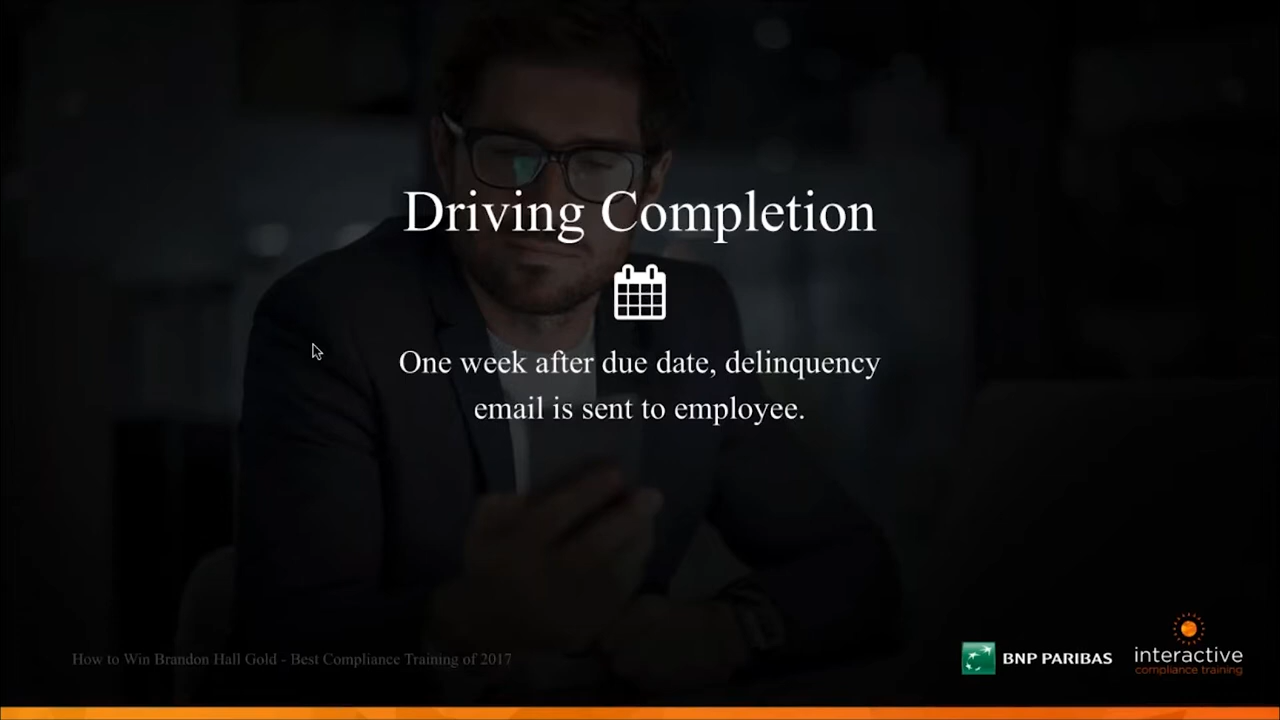 Driving Completion
One week after due date, delinquency
email is sent to employee.
How to Win Brandon Hall Gold - Best Compliance Training of 2017
BNP PARIBAS
interactive
compliance training